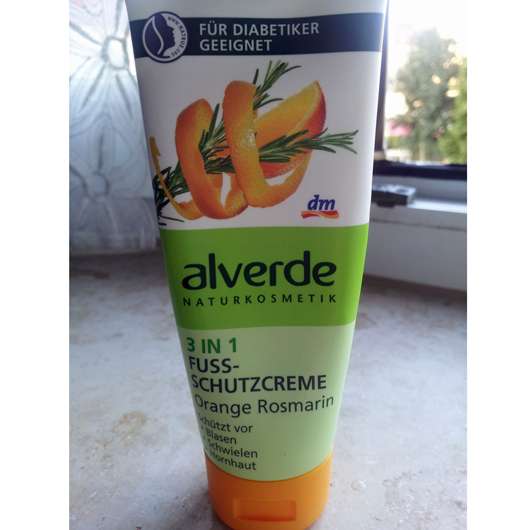 FÜR DIABETIKER
GEEIGNET
dm
alverde
NATURKOSMETIK
3 IN 1
FUSS-
SCHUTZCREME
Orange Rosmarin
Schützt vor
Blasen
Schwielen
Hornhaut